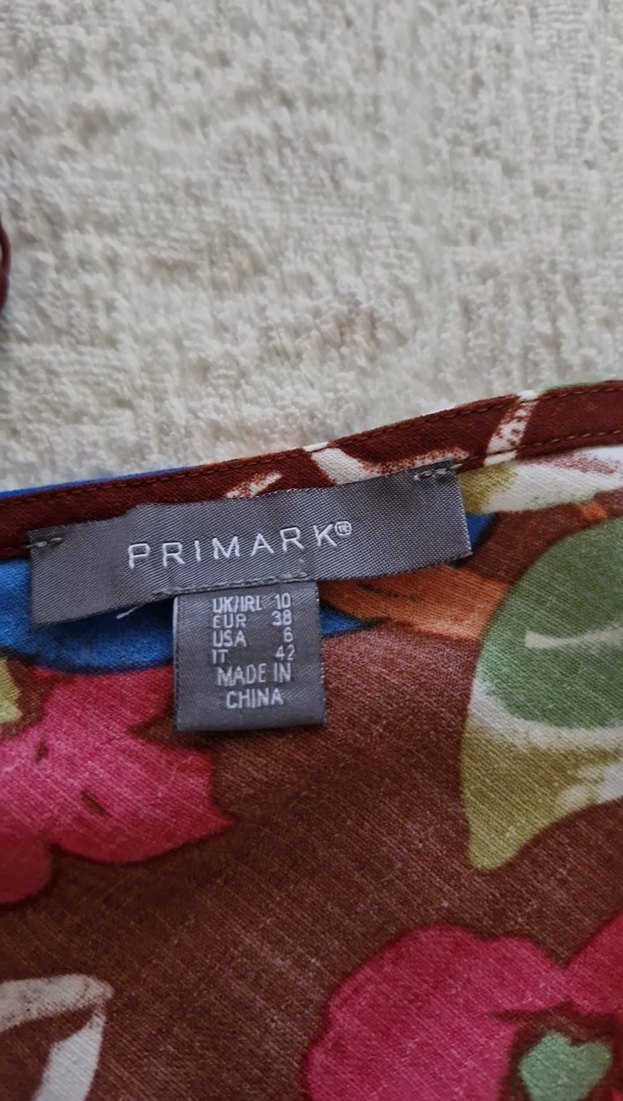 PRIMARK®
UK/IRL 10
EUR 38
USA 6
IT 42
MADE IN
CHINA